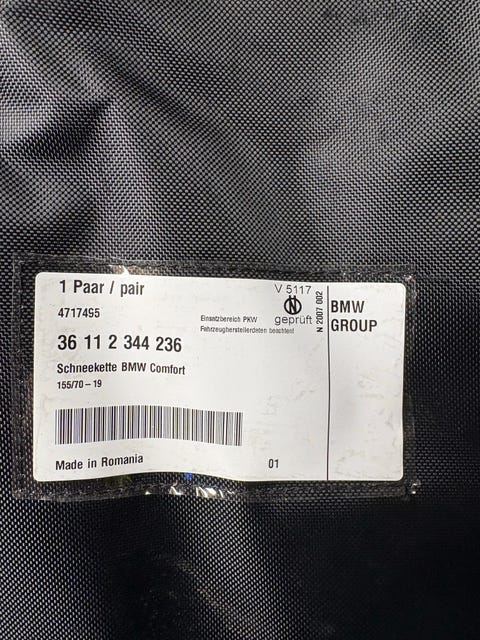 1 Paar / pair
4717495
36 11 2 344 236
Schneekette BMW Comfort
155/70 – 19
Made in Romania
01
Einsatzbereich PKW
Fahrzeugherstellerdaten beachten!
V 5117
geprüft
N 2007 002
BMW
GROUP